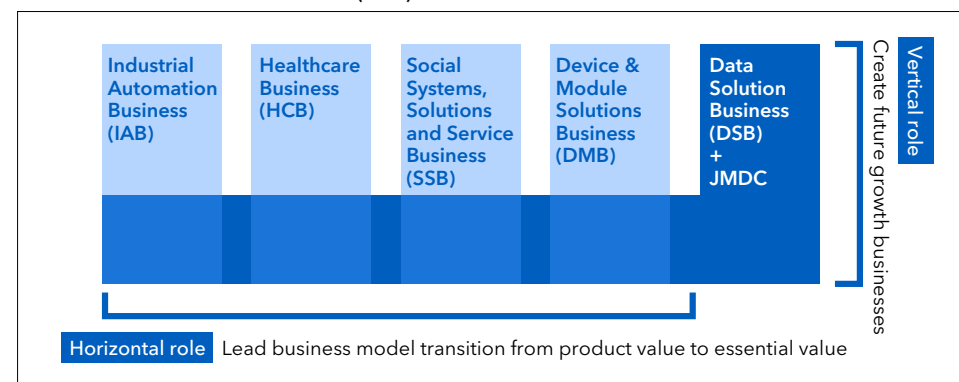 Industrial
Automation
Business
(IAB)
Healthcare
Business
(HCB)
Social
Systems,
Solutions
and Service
Business
(SSB)
Device &
Module
Solutions
Business
(DMB)
Data
Solution
Business
(DSB)
+
JMDC
Vertical role
Create future growth businesses
Horizontal role Lead business model transition from product value to essential value